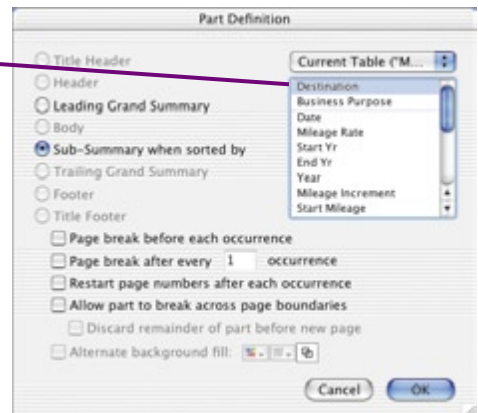 Part Definition
Title Header
Current Table ("M...
Header
Leading Grand Summary
Body
Sub-Summary when sorted by
Trailing Grand Summary
Footer
Title Footer
Destination
Business Purpose
Date
Mileage Rate
Start Yr
End Yr
Year
Mileage Increment
Start Mileage
Page break before each occurrence
Page break after every 1 occurrence
Restart page numbers after each occurrence
Allow part to break across page boundaries
Discard remainder of part before new page
Alternate background fill:
Cancel OK